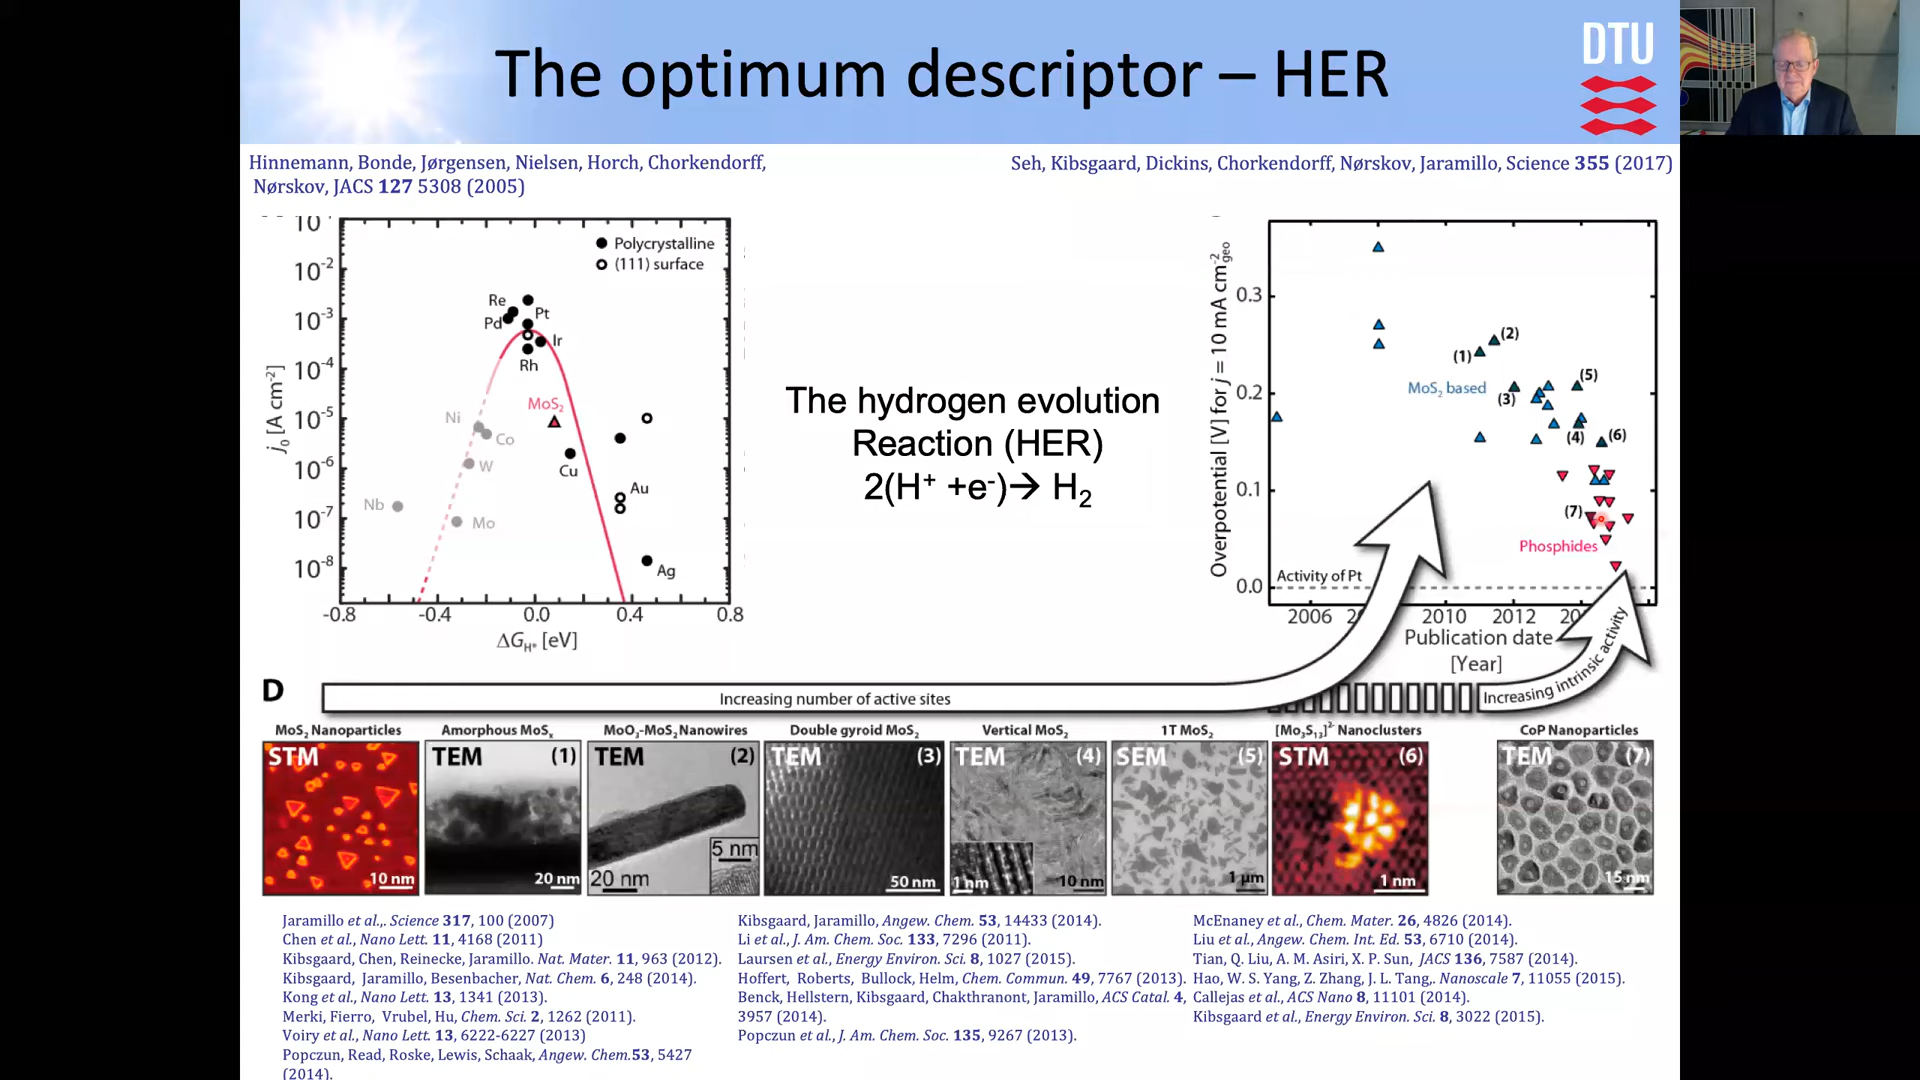 The optimum descriptor – HER
DTU
Hinnemann, Bonde, Jørgensen, Nielsen, Horch, Chorkendorff,
Nørskov, JACS 127 5308 (2005)
Seh, Kibsgaard, Dickins, Chorkendorff, Nørskov, Jaramillo, Science 355 (2017)
10⁻²
10⁻³
10⁻⁴
10⁻⁵
10⁻⁶
10⁻⁷
10⁻⁸
j₀ [A cm⁻²]
Polycrystalline
(111) surface
Re
Pt
Pd
Ir
Rh
MoS₂
Ni
Co
W
Cu
Nb
Mo
Au
Ag
-0.8
-0.4
0.0
0.4
0.8
ΔG_H* [eV]
The hydrogen evolution
Reaction (HER)
2(H⁺ +e⁻)→ H₂
Overpotential [V] for j = 10 mA cm⁻²geo
0.3
0.2
0.1
0.0
(1)
(2)
MoS₂ based
(3)
(5)
(4)
(6)
(7)
Phosphides
Activity of Pt
2006
2010
2012
Publication date
[Year]
D
Increasing number of active sites
Increasing intrinsic activity
MoS₂ Nanoparticles
STM
10 nm
Amorphous MoSₓ
TEM (1)
20 nm
MoO₃-MoS₂ Nanowires
TEM (2)
5 nm
20 nm
Double gyroid MoS₂
TEM (3)
50 nm
Vertical MoS₂
TEM (4)
1 nm
10 nm
1T MoS₂
SEM (5)
1 µm
[Mo₃S₁₃]²⁻ Nanoclusters
STM (6)
1 nm
CoP Nanoparticles
TEM (7)
15 nm
Jaramillo et al.,. Science 317, 100 (2007)
Chen et al., Nano Lett. 11, 4168 (2011)
Kibsgaard, Chen, Reinecke, Jaramillo. Nat. Mater. 11, 963 (2012).
Kibsgaard, Jaramillo, Besenbacher, Nat. Chem. 6, 248 (2014).
Kong et al., Nano Lett. 13, 1341 (2013).
Merki, Fierro, Vrubel, Hu, Chem. Sci. 2, 1262 (2011).
Voiry et al., Nano Lett. 13, 6222-6227 (2013)
Popczun, Read, Roske, Lewis, Schaak, Angew. Chem.53, 5427
(2014).
Kibsgaard, Jaramillo, Angew. Chem. 53, 14433 (2014).
Li et al., J. Am. Chem. Soc. 133, 7296 (2011).
Laursen et al., Energy Environ. Sci. 8, 1027 (2015).
Hoffert, Roberts, Bullock, Helm, Chem. Commun. 49, 7767 (2013).
Benck, Hellstern, Kibsgaard, Chakthranont, Jaramillo, ACS Catal. 4,
3957 (2014).
Popczun et al., J. Am. Chem. Soc. 135, 9267 (2013).
McEnaney et al., Chem. Mater. 26, 4826 (2014).
Liu et al., Angew. Chem. Int. Ed. 53, 6710 (2014).
Tian, Q. Liu, A. M. Asiri, X. P. Sun, JACS 136, 7587 (2014).
Hao, W. S. Yang, Z. Zhang, J. L. Tang,. Nanoscale 7, 11055 (2015).
Callejas et al., ACS Nano 8, 11101 (2014).
Kibsgaard et al., Energy Environ. Sci. 8, 3022 (2015).